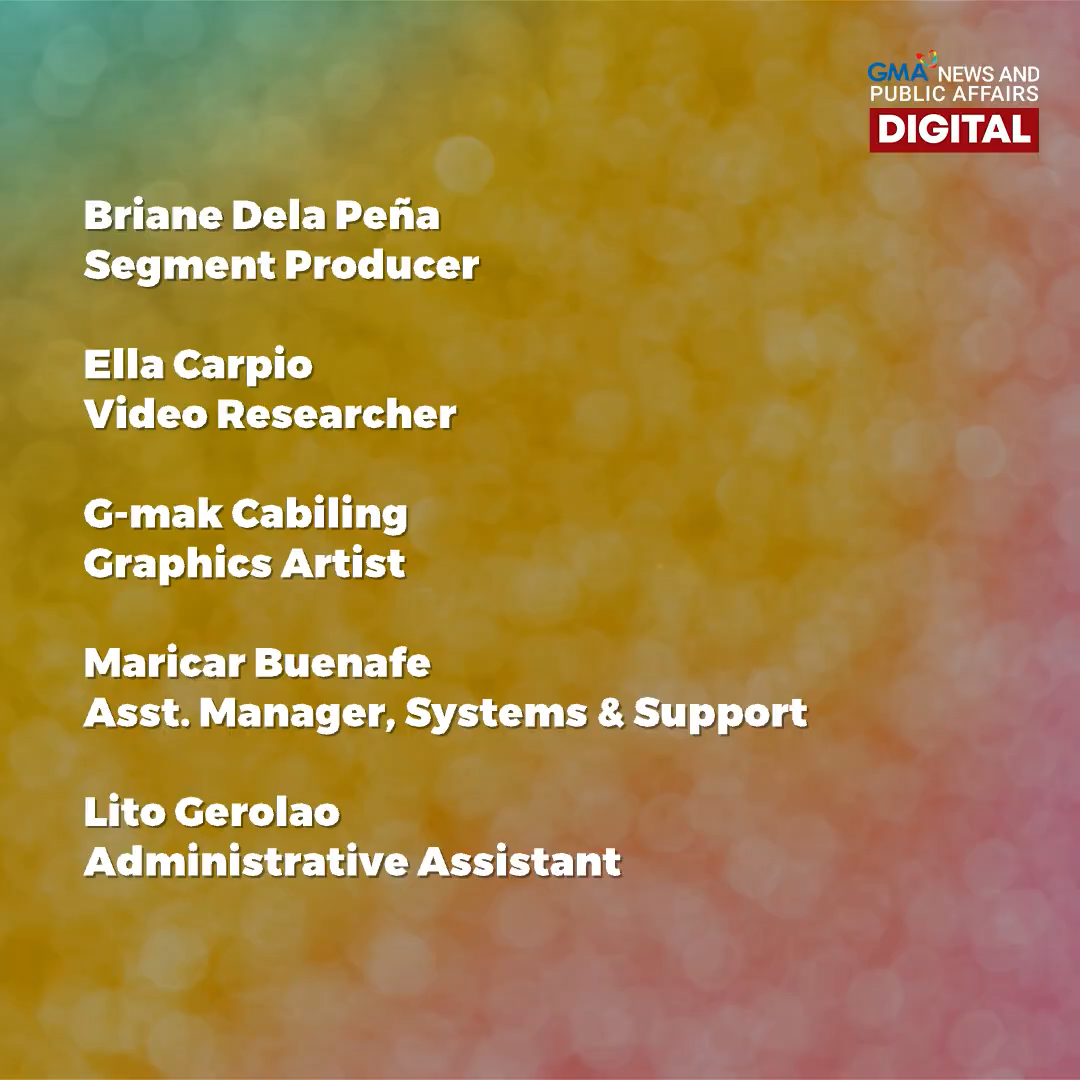 GMA NEWS AND
PUBLIC AFFAIRS
DIGITAL
Briane Dela Peña
Segment Producer
Ella Carpio
Video Researcher
G-mak Cabiling
Graphics Artist
Maricar Buenafe
Asst. Manager, Systems & Support
Lito Gerolao
Administrative Assistant